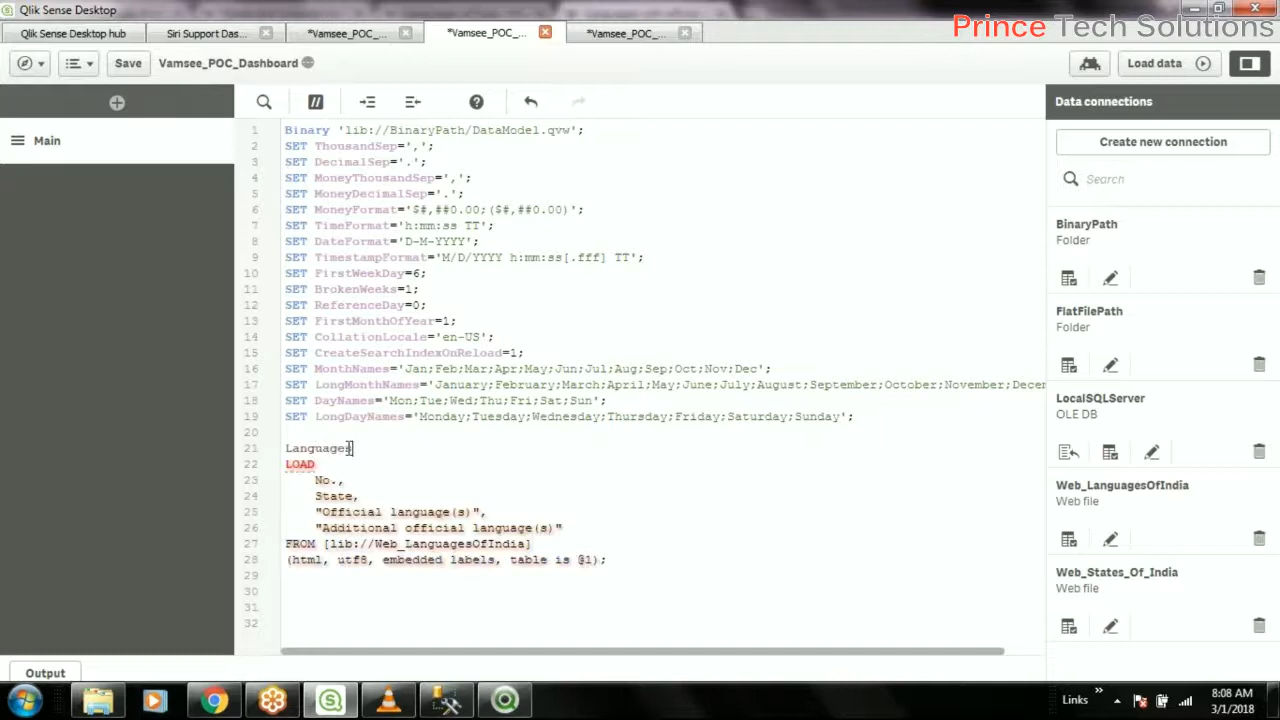 Qlik Sense Desktop
Prince Tech Solutions
Qlik Sense Desktop hub
Siri Support Das...
*Vamsee_POC_...
*Vamsee_POC_...
*Vamsee_POC_...
Save
Vamsee_POC_Dashboard
Load data
Main
Data connections
Create new connection
Search
1 Binary 'lib://BinaryPath/DataModel.qvw';
2 SET ThousandSep=',';
3 SET DecimalSep='.';
4 SET MoneyThousandSep=',';
5 SET MoneyDecimalSep='.';
6 SET MoneyFormat='$#,##0.00;($#,##0.00)';
7 SET TimeFormat='h:mm:ss TT';
8 SET DateFormat='D-M-YYYY';
9 SET TimestampFormat='M/D/YYYY h:mm:ss[.fff] TT';
10 SET FirstWeekDay=6;
11 SET BrokenWeeks=1;
12 SET ReferenceDay=0;
13 SET FirstMonthOfYear=1;
14 SET CollationLocale='en-US';
15 SET CreateSearchIndexOnReload=1;
16 SET MonthNames='Jan;Feb;Mar;Apr;May;Jun;Jul;Aug;Sep;Oct;Nov;Dec';
17 SET LongMonthNames='January;February;March;April;May;June;July;August;September;October;November;Decem
18 SET DayNames='Mon;Tue;Wed;Thu;Fri;Sat;Sun';
19 SET LongDayNames='Monday;Tuesday;Wednesday;Thursday;Friday;Saturday;Sunday';
20
21 Languages
22 LOAD
23 No.,
24 State,
25 "Official language(s)",
26 "Additional official language(s)"
27 FROM [lib://Web_LanguagesOfIndia]
28 (html, utf8, embedded labels, table is @1);
29
30
31
32
BinaryPath
Folder
FlatFilePath
Folder
LocalSQLServer
OLE DB
Web_LanguagesOfIndia
Web file
Web_States_Of_India
Web file
Output
Links
8:08 AM
3/1/2018